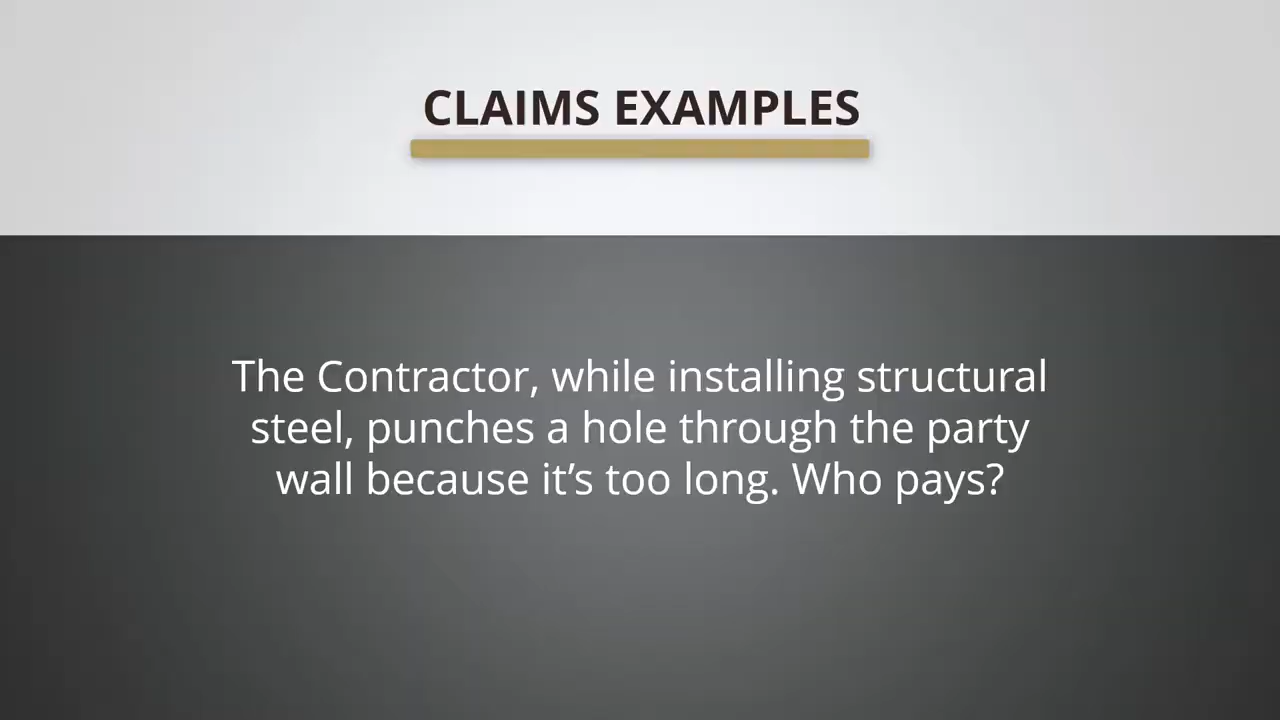 CLAIMS EXAMPLES
The Contractor, while installing structural
steel, punches a hole through the party
wall because it’s too long. Who pays?